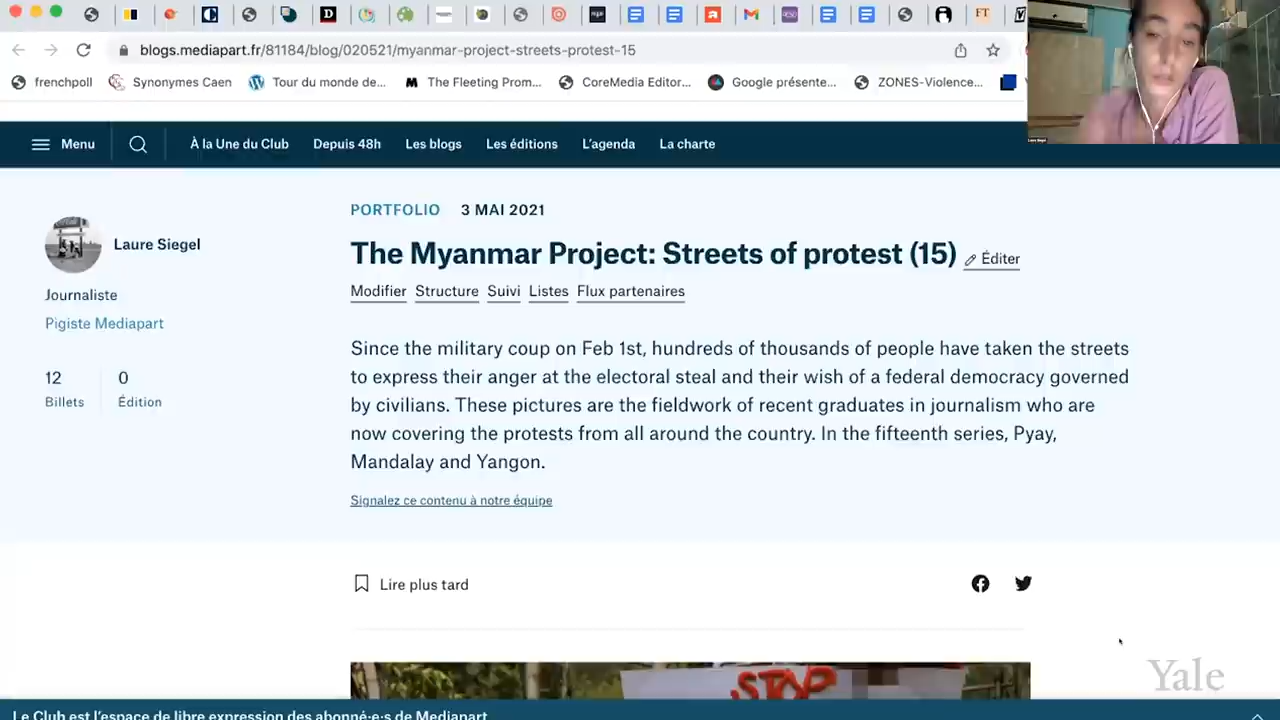 blogs.mediapart.fr/81184/blog/020521/myanmar-project-streets-protest-15
frenchpoll Synonymes Caen Tour du monde de... The Fleeting Prom... CoreMedia Editor... Google présente... ZONES-Violence...
Menu À la Une du Club Depuis 48h Les blogs Les éditions L'agenda La charte
PORTFOLIO 3 MAI 2021
Laure Siegel
The Myanmar Project: Streets of protest (15) Éditer
Journaliste
Modifier Structure Suivi Listes Flux partenaires
Pigiste Mediapart
Since the military coup on Feb 1st, hundreds of thousands of people have taken the streets
to express their anger at the electoral steal and their wish of a federal democracy governed
12 0
Billets Édition
by civilians. These pictures are the fieldwork of recent graduates in journalism who are
now covering the protests from all around the country. In the fifteenth series, Pyay,
Mandalay and Yangon.
Signalez ce contenu à notre équipe
Lire plus tard
STOP
Yale
Le Club est l'espace de libre expression des abonné·e·s de Mediapart